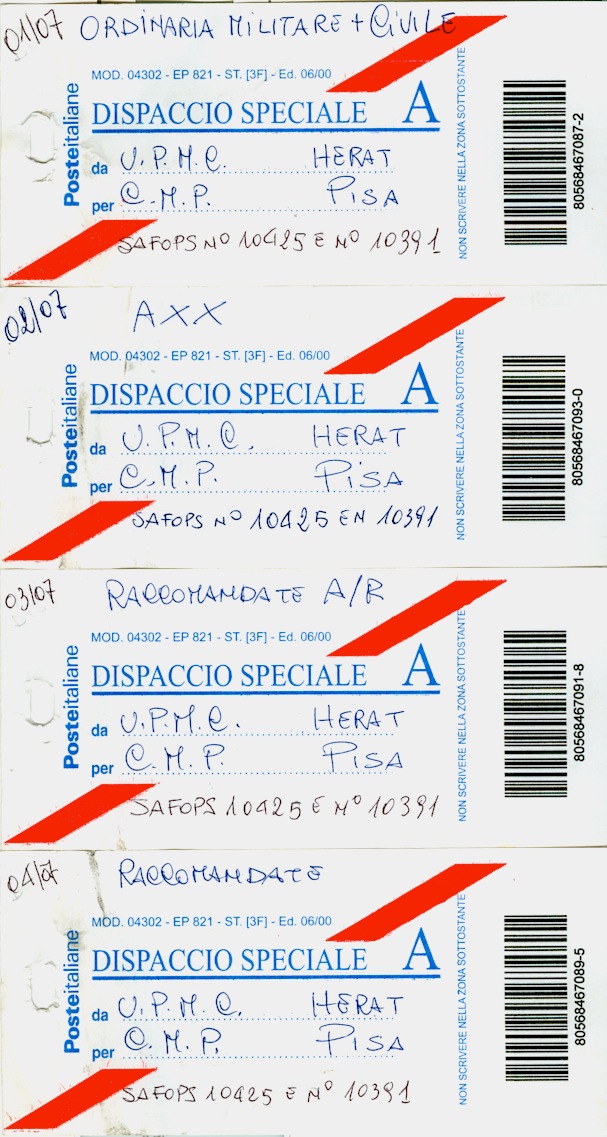 01/07 ORDINARIA MILITARE + CIVILE
MOD. 04302 - EP 821 - ST. [3F] - Ed. 06/00
DISPACCIO SPECIALE A
Posteitaliane
da U.P.M.C. HERAT
per C.M.P. PISA
SAFOPS Nº 10425 E Nº 10391
NON SCRIVERE NELLA ZONA SOTTOSTANTE
80568467087-2
02/07 AXX
MOD. 04302 - EP 821 - ST. [3F] - Ed. 06/00
DISPACCIO SPECIALE A
Posteitaliane
da U.P.M.C. HERAT
per C.M.P. PISA
SAFOPS Nº 10425 E N 10391
NON SCRIVERE NELLA ZONA SOTTOSTANTE
80568467093-0
03/07 RACCOMANDATE A/R
MOD. 04302 - EP 821 - ST. [3F] - Ed. 06/00
DISPACCIO SPECIALE A
Posteitaliane
da U.P.M.C. HERAT
per C.M.P. PISA
SAFOPS 10425 E Nº 10391
NON SCRIVERE NELLA ZONA SOTTOSTANTE
80568467091-8
04/07 RACCOMANDATE
MOD. 04302 - EP 821 - ST. [3F] - Ed. 06/00
DISPACCIO SPECIALE A
Posteitaliane
da U.P.M.C. HERAT
per C.M.P. PISA
SAFOPS 10425 E Nº 10391
NON SCRIVERE NELLA ZONA SOTTOSTANTE
80568467089-5